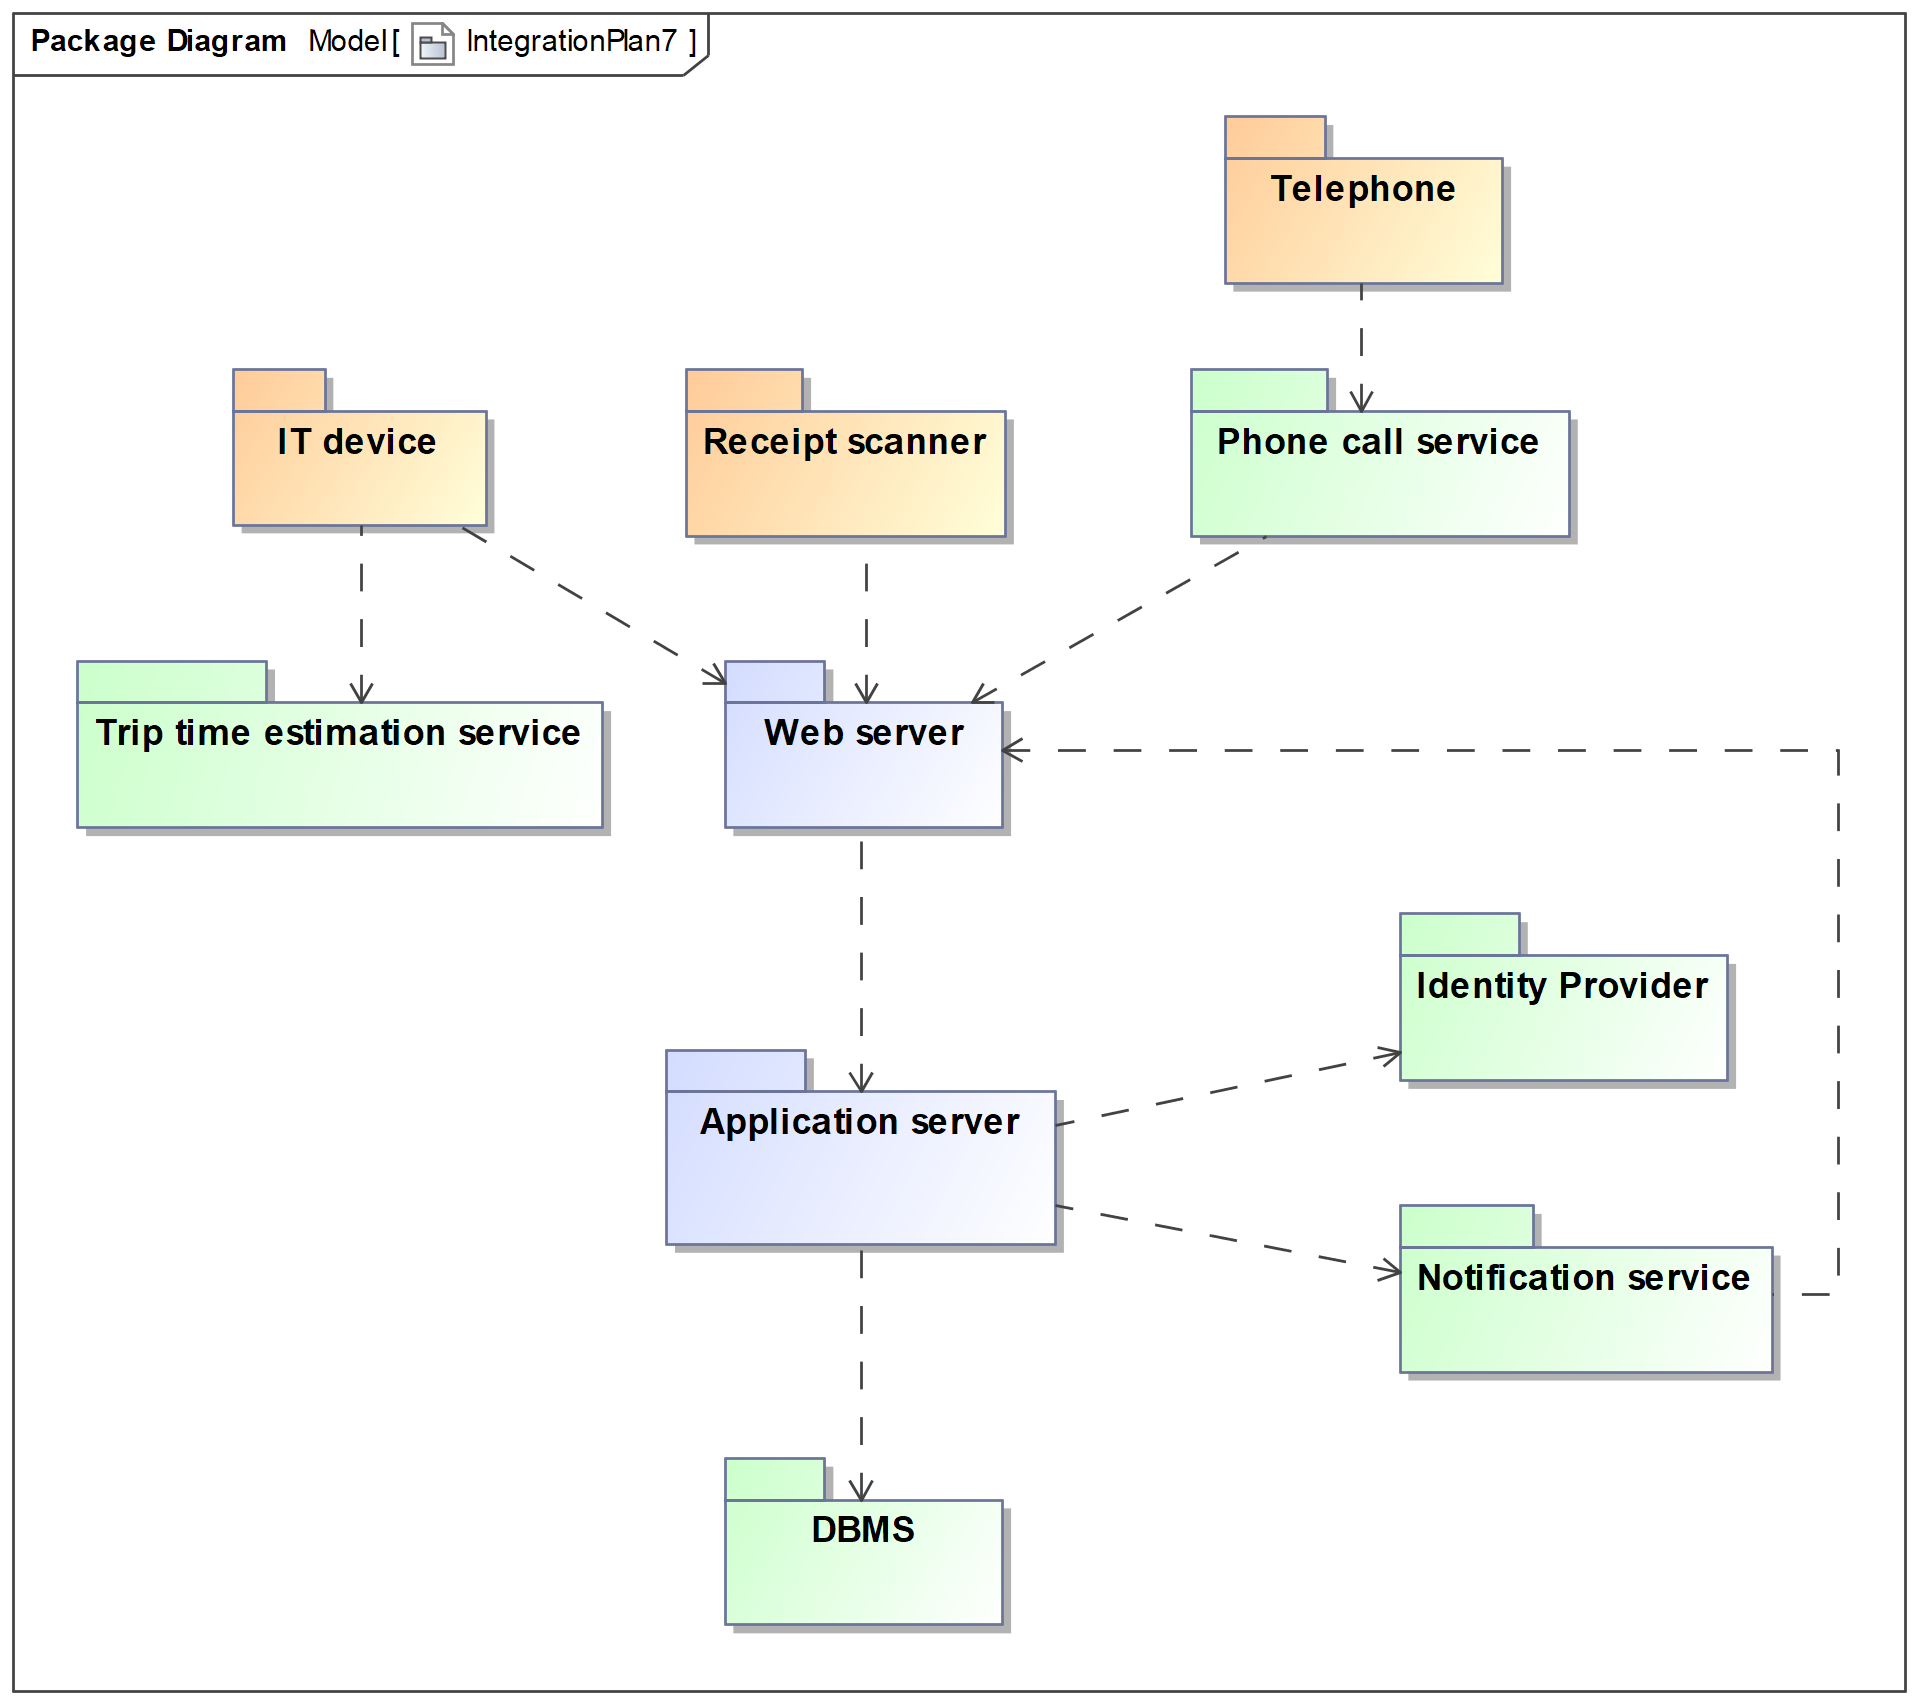 Package Diagram Model[ IntegrationPlan7 ]
Telephone
IT device
Receipt scanner
Phone call service
Trip time estimation service
Web server
Identity Provider
Application server
Notification service
DBMS